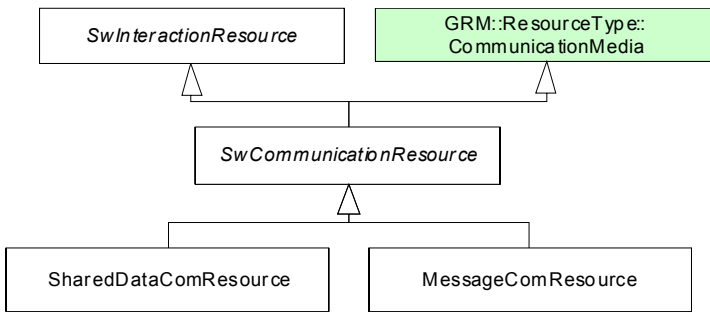 SwInteractionResource
GRM::ResourceType::
CommunicationMedia
SwCommunicationResource
SharedDataComResource
MessageComResource